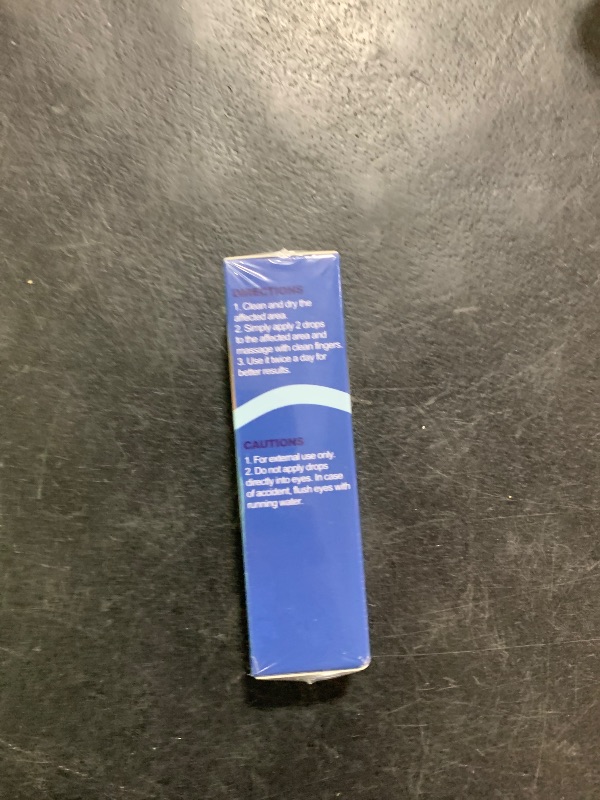 DIRECTIONS
1. Clean and dry the
affected area.
2. Simply apply 2 drops
to the affected area and
massage with clean fingers.
3. Use it twice a day for
better results.
CAUTIONS
1. For external use only.
2. Do not apply drops
directly into eyes. In case
of accident, flush eyes with
running water.